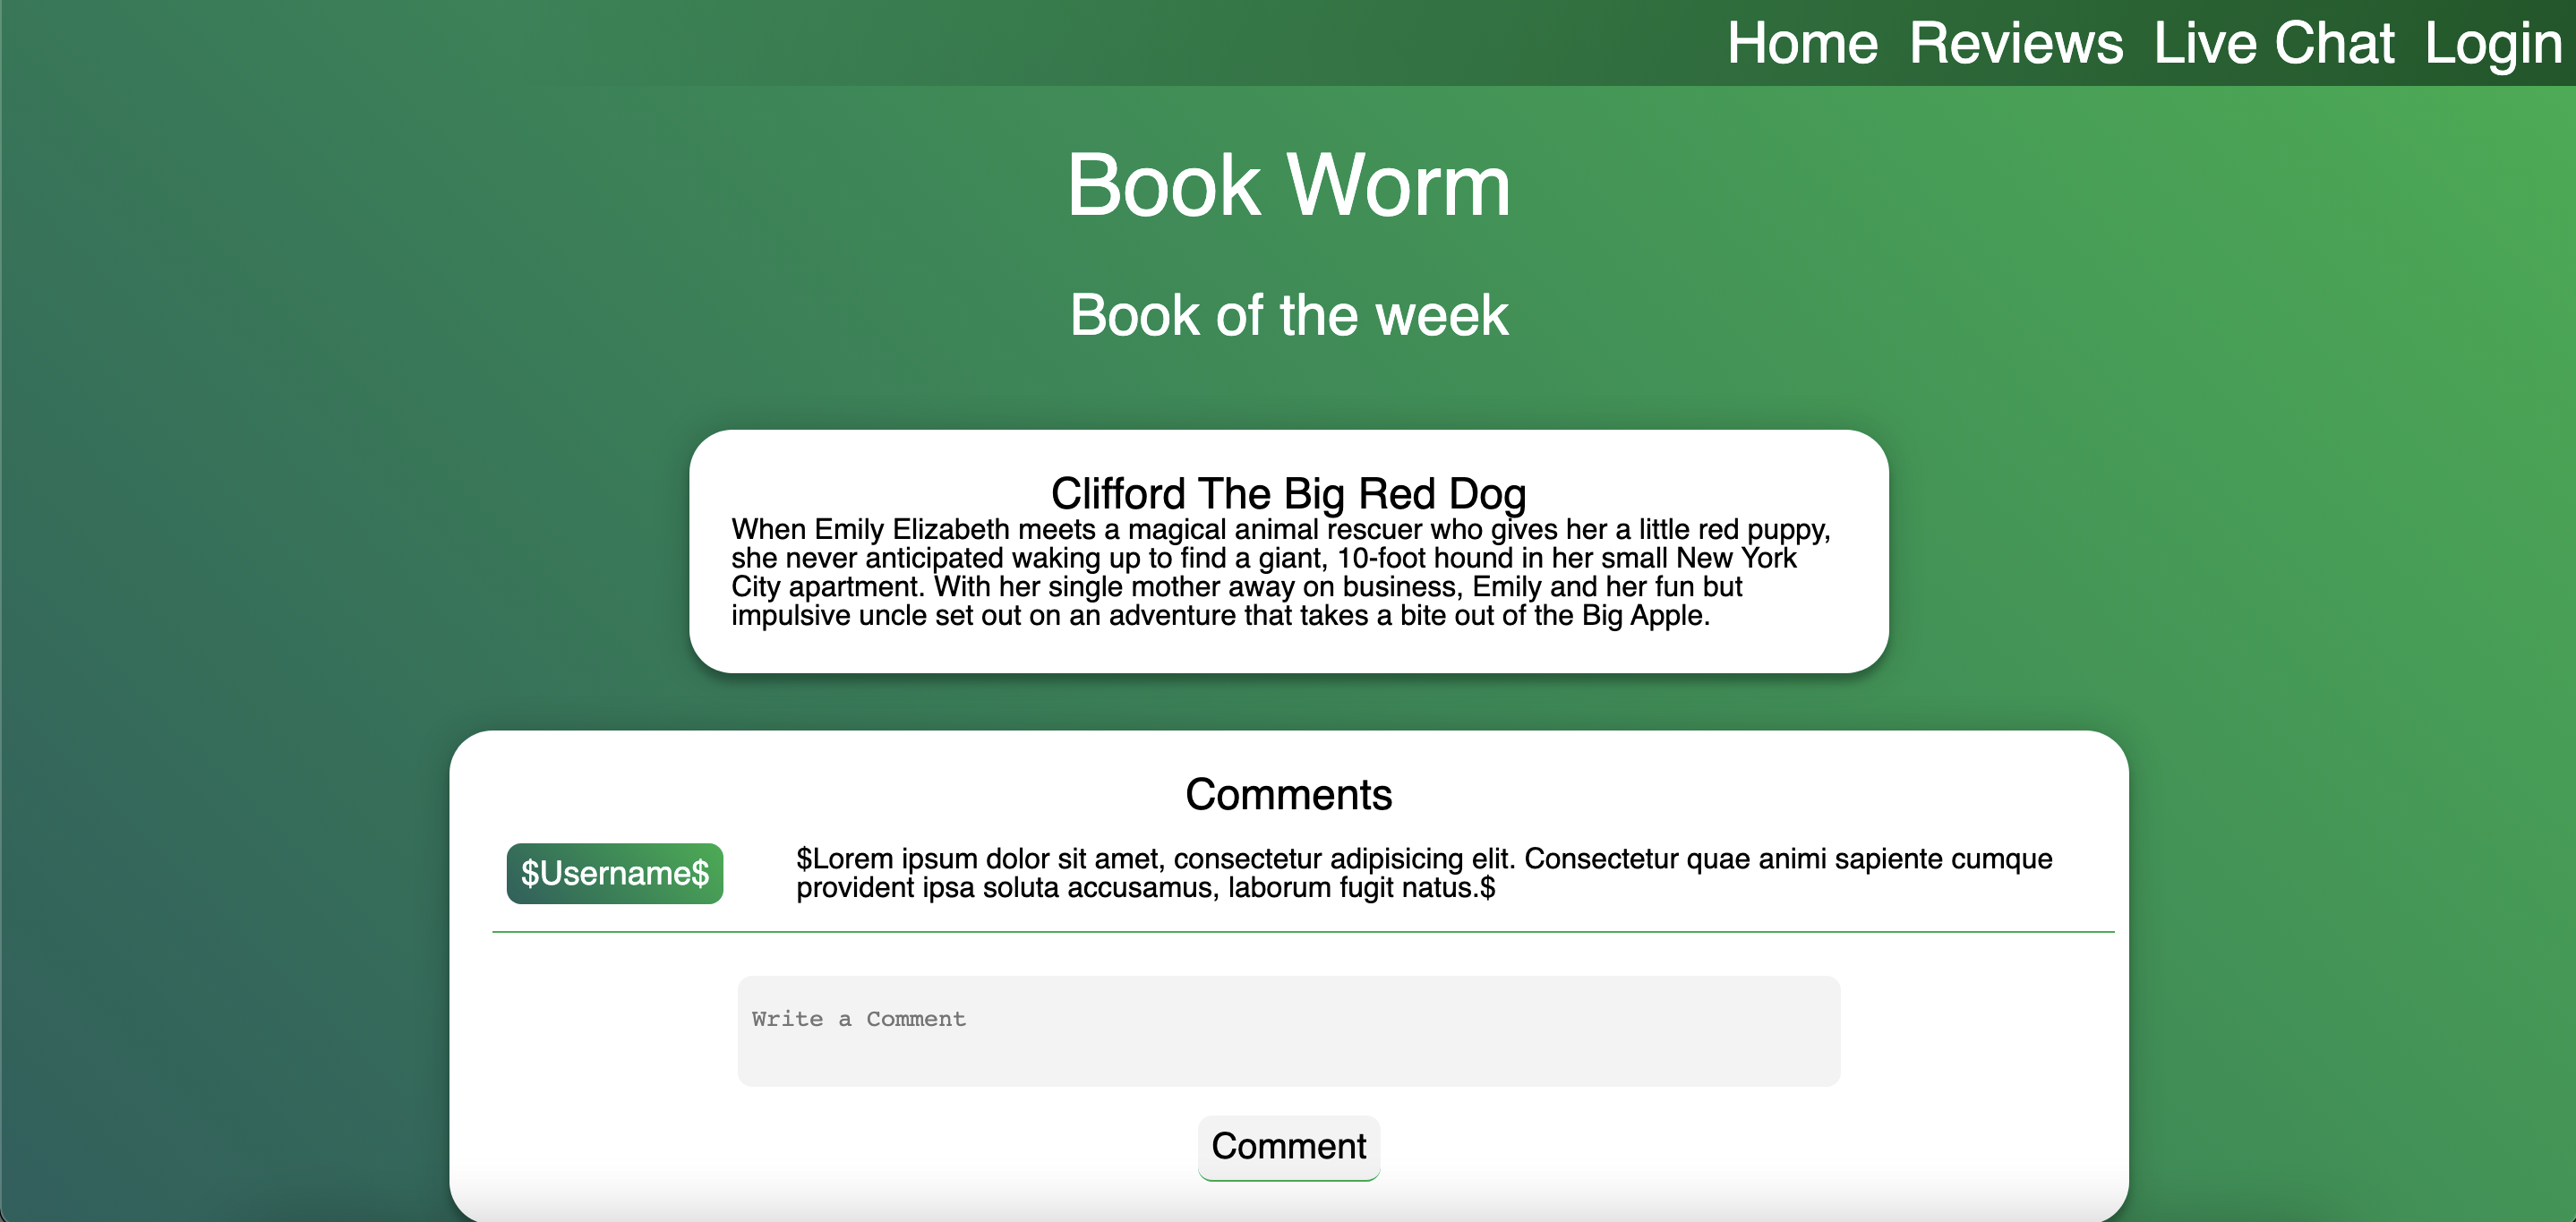 Home Reviews Live Chat Login
Book Worm
Book of the week
Clifford The Big Red Dog
When Emily Elizabeth meets a magical animal rescuer who gives her a little red puppy,
she never anticipated waking up to find a giant, 10-foot hound in her small New York
City apartment. With her single mother away on business, Emily and her fun but
impulsive uncle set out on an adventure that takes a bite out of the Big Apple.
Comments
$Username$
$Lorem ipsum dolor sit amet, consectetur adipisicing elit. Consectetur quae animi sapiente cumque
provident ipsa soluta accusamus, laborum fugit natus.$
Write a Comment
Comment